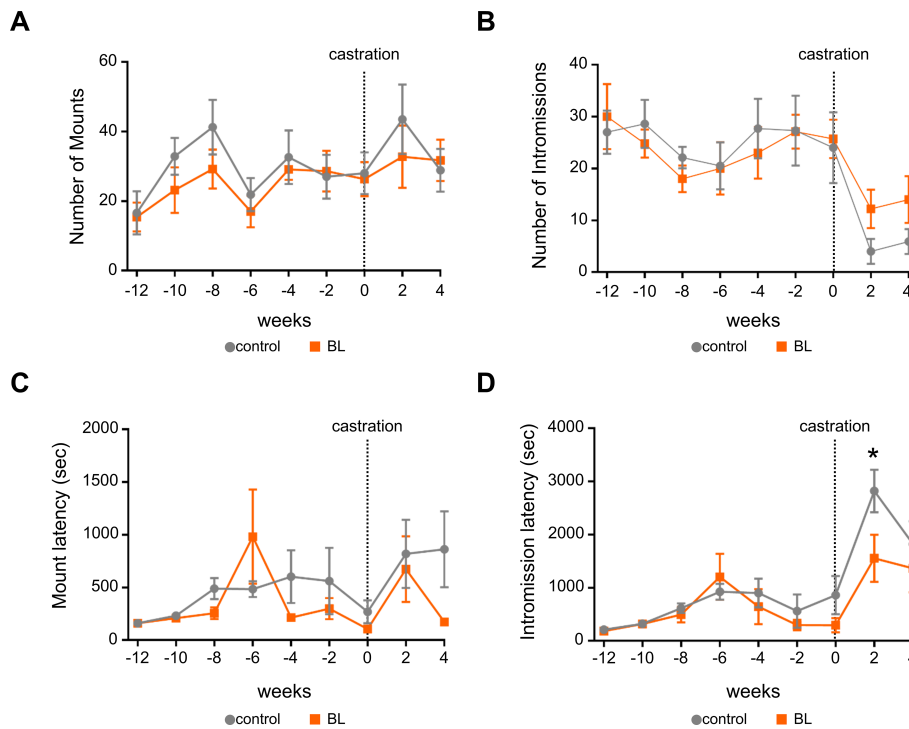 A
castration
60
40
20
0
Number of Mounts
-12 -10 -8 -6 -4 -2 0 2 4
weeks
control BL
B
castration
40
30
20
10
0
Number of Intromissions
-12 -10 -8 -6 -4 -2 0 2 4
weeks
control BL
C
castration
2000
1500
1000
500
0
Mount latency (sec)
-12 -10 -8 -6 -4 -2 0 2 4
weeks
control BL
D
castration
*
4000
3000
2000
1000
0
Intromission latency (sec)
-12 -10 -8 -6 -4 -2 0 2 4
weeks
control BL